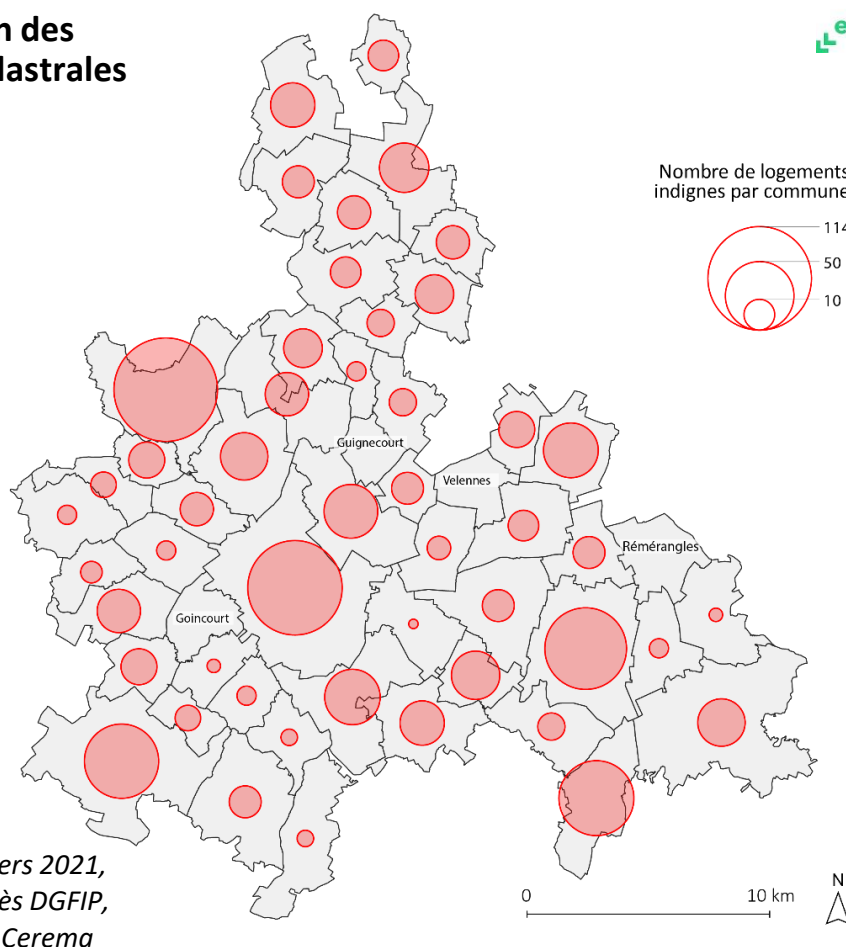 n des
lastrales
e
Nombre de logements
indignes par commune
114
50
10
Guignecourt
Velennes
Rémérangles
Goincourt
ers 2021,
ès DGFIP,
Cerema
0 10 km
N